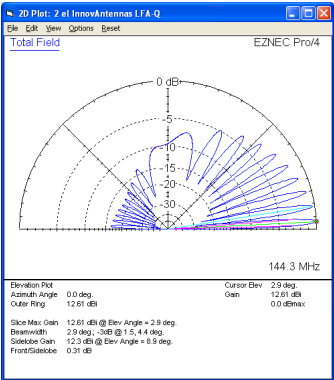 2D Plot: 2 el InnovAntennas LFA-Q
File Edit View Options Reset
Total Field
EZNEC Pro/4
0 dB
-5
-10
-15
-20
-30
144.3 MHz
Elevation Plot
Cursor Elev 2.9 deg.
Azimuth Angle 0.0 deg.
Gain 12.61 dBi
Outer Ring 12.61 dBi
0.0 dBmax
Slice Max Gain 12.61 dBi @ Elev Angle = 2.9 deg.
Beamwidth 2.9 deg.; -3dB @ 1.5, 4.4 deg.
Sidelobe Gain 12.3 dBi @ Elev Angle = 8.9 deg.
Front/Sidelobe 0.31 dB